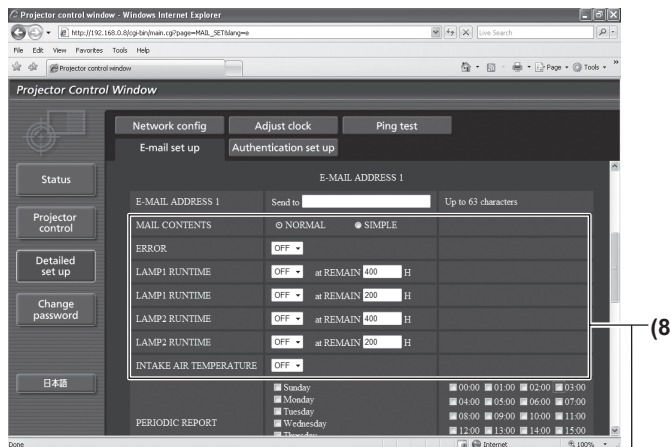 Projector control window - Windows Internet Explorer
http://192.168.0.8/cgi-bin/main.cgi?page=MAIL_SET&lang=e
Live Search
File Edit View Favorites Tools Help
Projector control window
Page Tools
Projector Control Window
Network config Adjust clock Ping test
E-mail set up Authentication set up
Status
Projector control
Detailed set up
Change password
日本語
E-MAIL ADDRESS 1
E-MAIL ADDRESS 1 Send to Up to 63 characters
MAIL CONTENTS NORMAL SIMPLE
ERROR OFF
LAMP1 RUNTIME OFF at REMAIN 400 H
LAMP1 RUNTIME OFF at REMAIN 200 H
LAMP2 RUNTIME OFF at REMAIN 400 H
LAMP2 RUNTIME OFF at REMAIN 200 H
INTAKE AIR TEMPERATURE OFF
PERIODIC REPORT
Sunday
Monday
Tuesday
Wednesday
Thursday
00:00 01:00 02:00 03:00
04:00 05:00 06:00 07:00
08:00 09:00 10:00 11:00
12:00 13:00 14:00 15:00
Done Internet 100%
(8